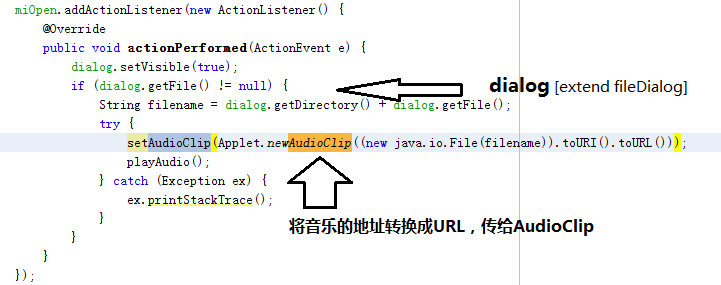 miOpen.addActionListener(new ActionListener() {
@Override
public void actionPerformed(ActionEvent e) {
dialog.setVisible(true);
if (dialog.getFile() != null) {
dialog [extend fileDialog]
String filename = dialog.getDirectory() + dialog.getFile();
try {
setAudioClip(Applet.newAudioClip((new java.io.File(filename)).toURI().toURL()));
playAudio();
} catch (Exception ex) {
ex.printStackTrace();
将音乐的地址转换成URL，传给AudioClip
}
}
}
});